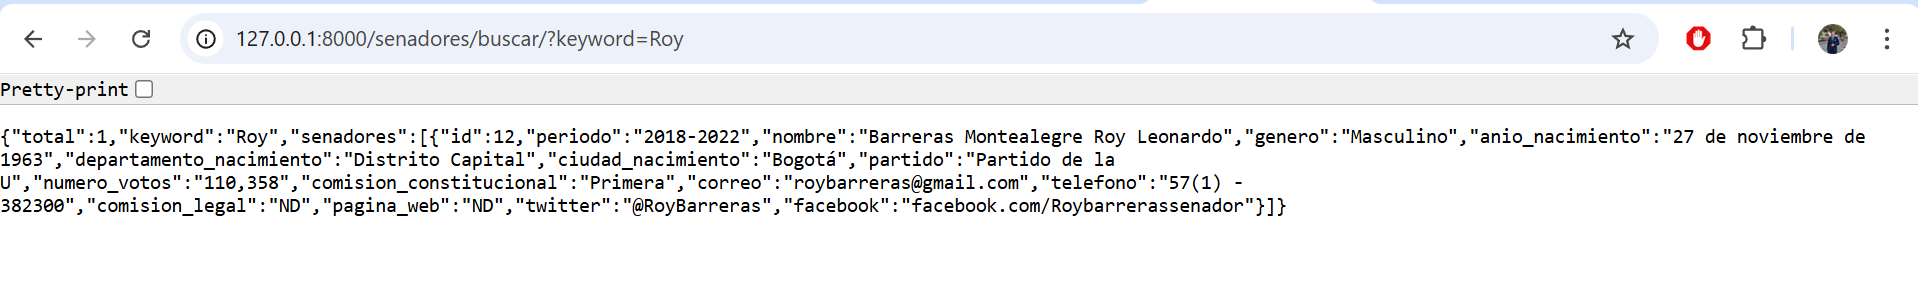 127.0.0.1:8000/senadores/buscar/?keyword=Roy
Pretty-print
{"total":1,"keyword":"Roy","senadores":[{"id":12,"periodo":"2018-2022","nombre":"Barreras Montealegre Roy Leonardo","genero":"Masculino","anio_nacimiento":"27 de noviembre de
1963","departamento_nacimiento":"Distrito Capital","ciudad_nacimiento":"Bogotá","partido":"Partido de la
U","numero_votos":"110,358","comision_constitucional":"Primera","correo":"roybarreras@gmail.com","telefono":"57(1) -
382300","comision_legal":"ND","pagina_web":"ND","twitter":"@RoyBarreras","facebook":"facebook.com/Roybarrerassenador"}]}